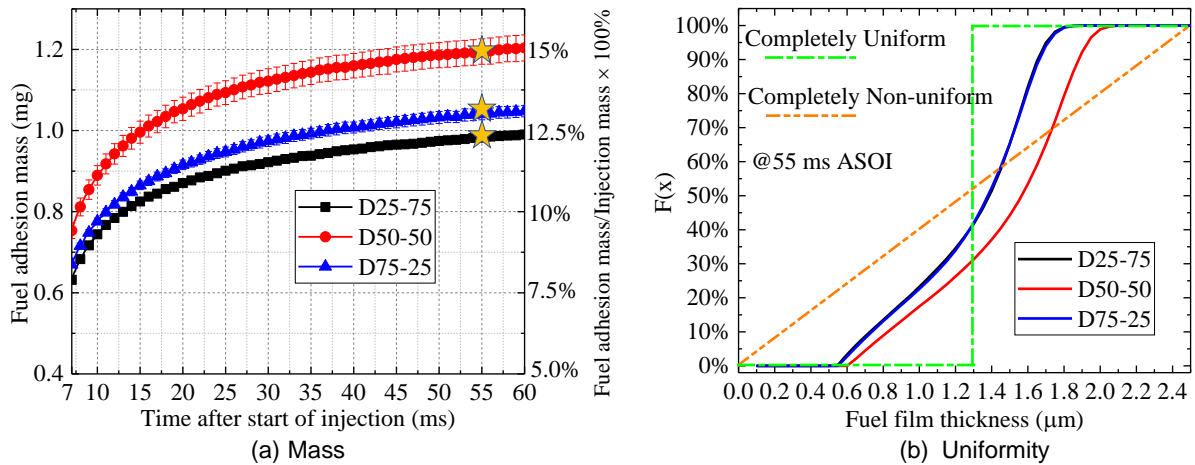 1.2
1.0
0.8
0.6
0.4
Fuel adhesion mass (mg)
15%
12.5%
10%
7.5%
5.0%
Fuel adhesion mass/Injection mass × 100%
D25-75
D50-50
D75-25
7 10 15 20 25 30 35 40 45 50 55 60
Time after start of injection (ms)
(a) Mass
100%
90%
80%
70%
60%
50%
40%
30%
20%
10%
0%
F(x)
Completely Uniform
Completely Non-uniform
@55 ms ASOI
D25-75
D50-50
D75-25
0.0 0.2 0.4 0.6 0.8 1.0 1.2 1.4 1.6 1.8 2.0 2.2 2.4
Fuel film thickness (μm)
(b) Uniformity